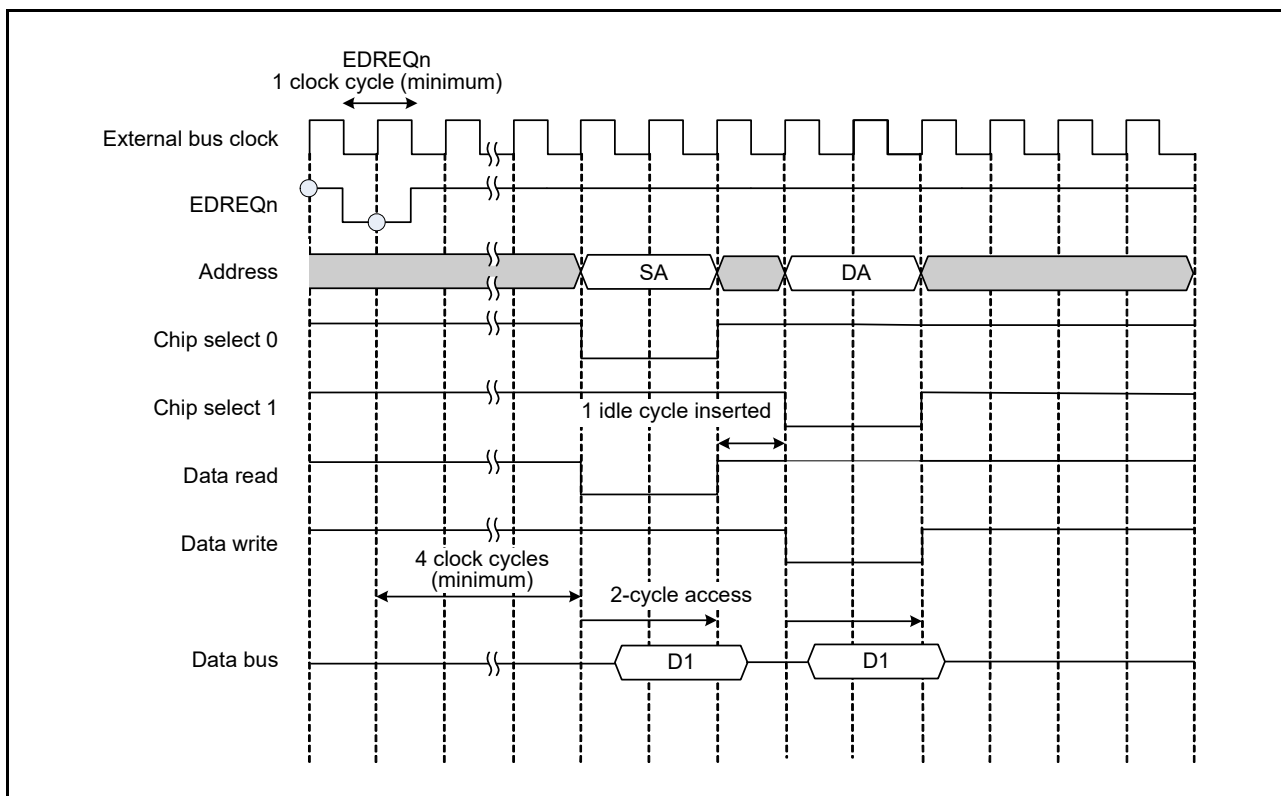 EDREQn
1 clock cycle (minimum)
External bus clock
EDREQn
Address
SA
DA
Chip select 0
Chip select 1
1 idle cycle inserted
Data read
Data write
4 clock cycles
(minimum)
2-cycle access
Data bus
D1
D1